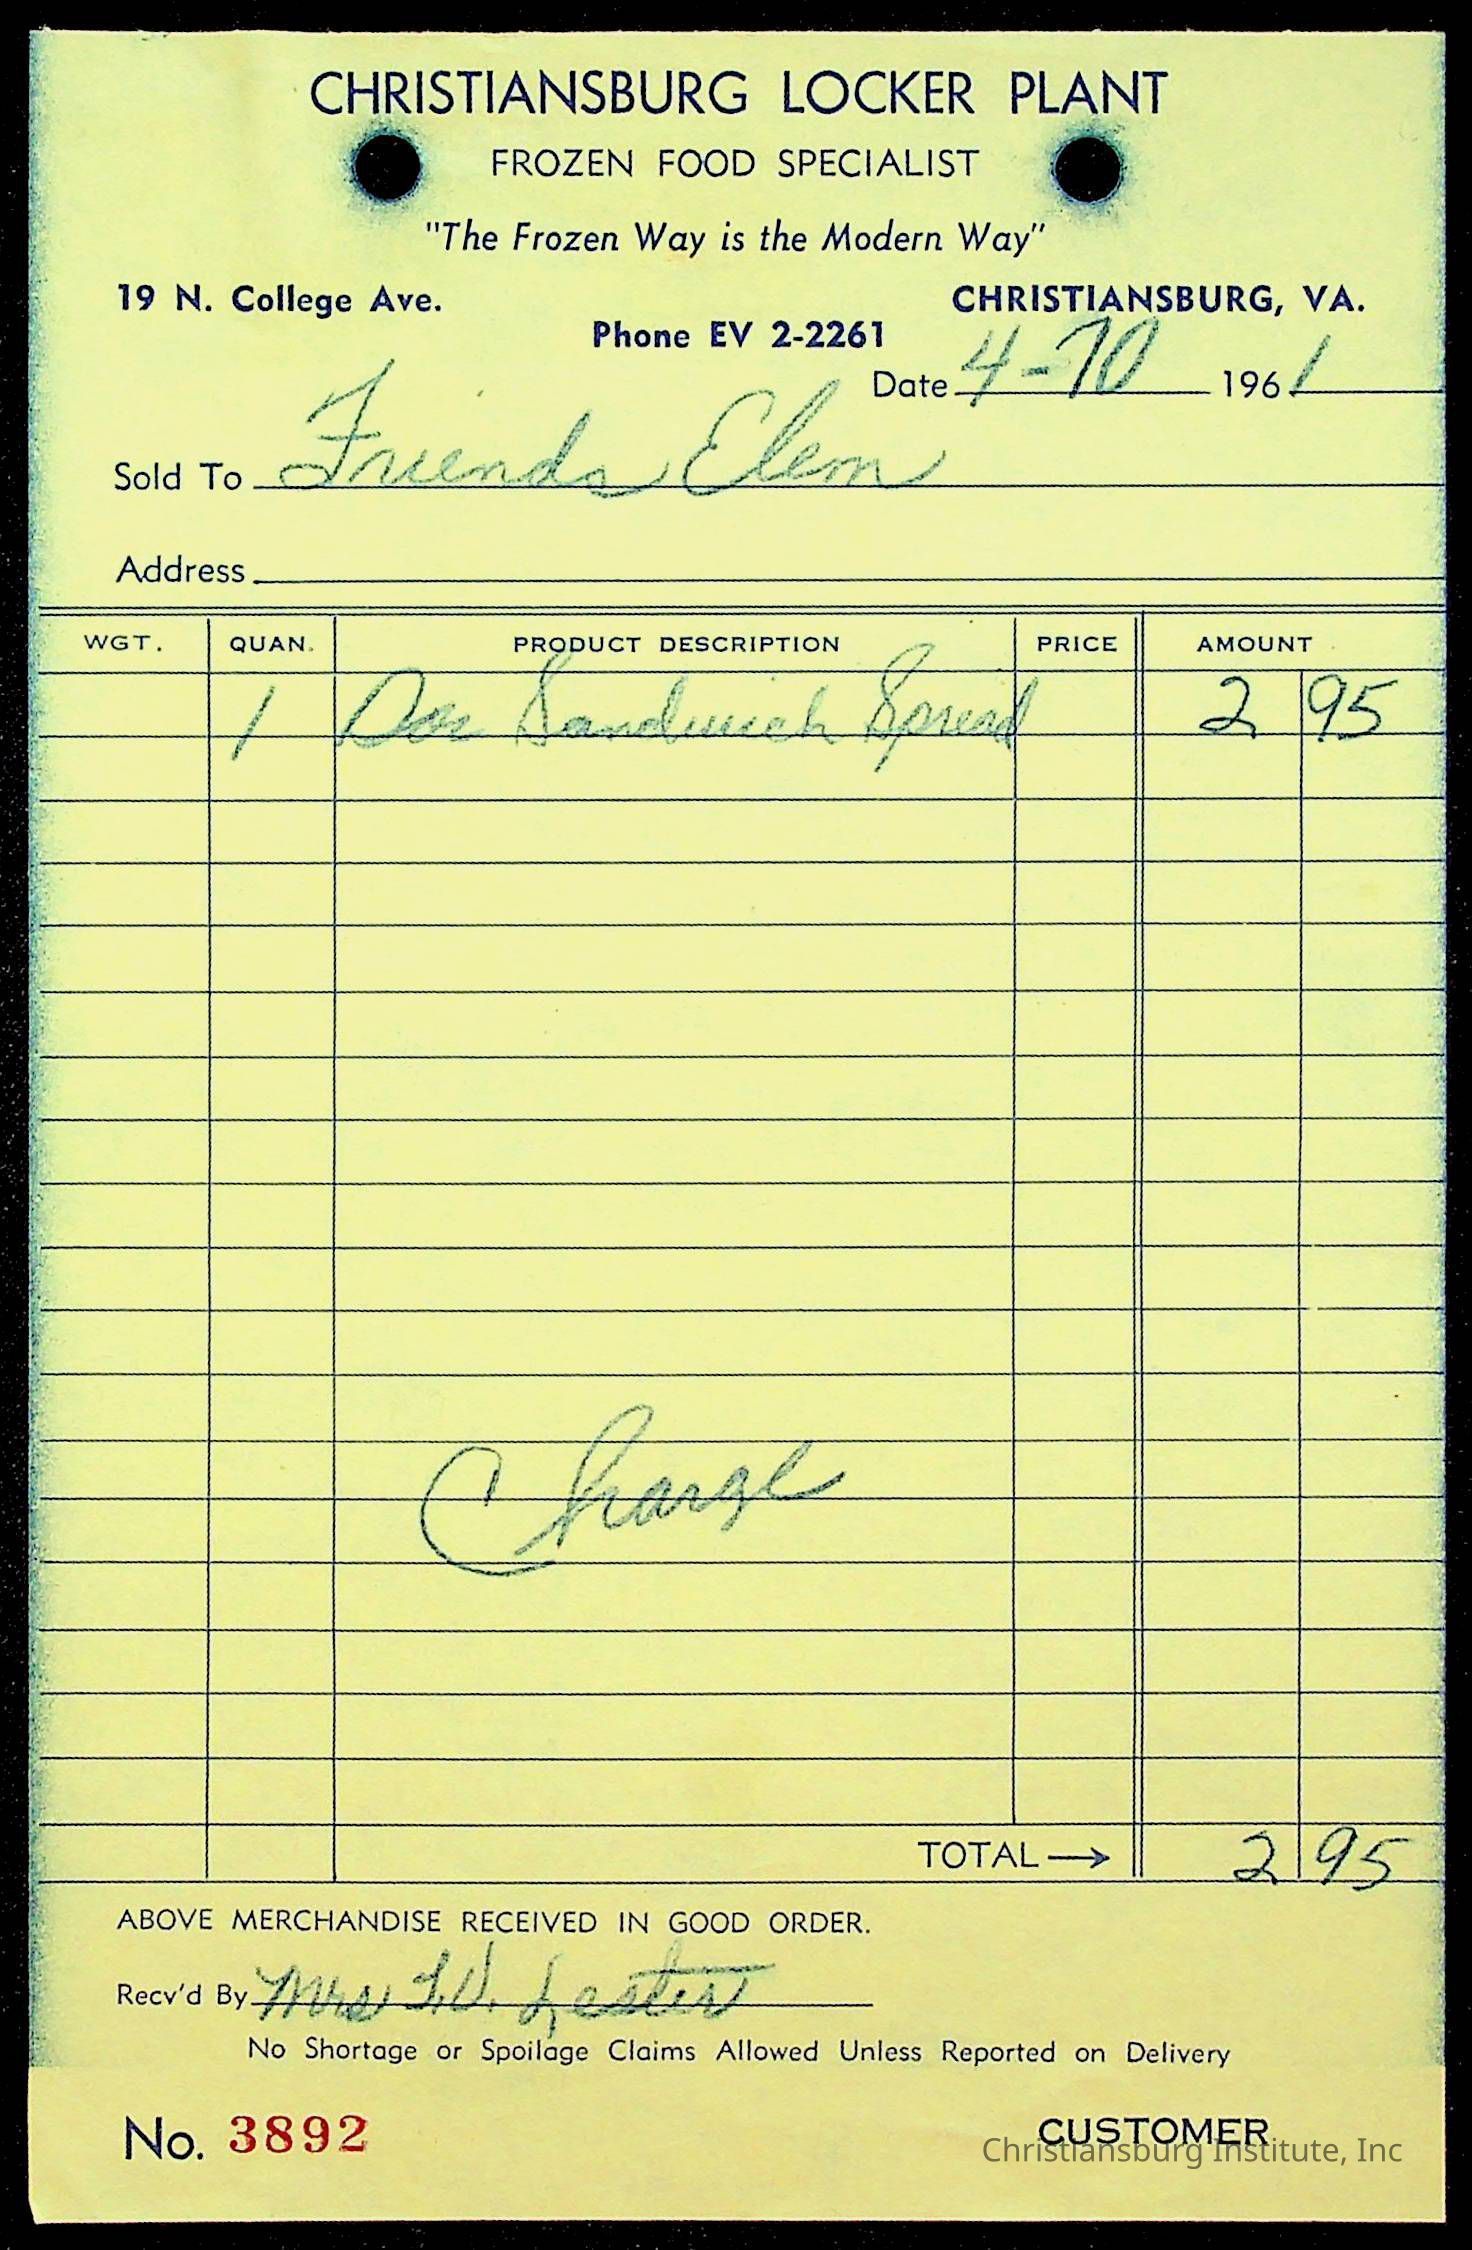 CHRISTIANSBURG LOCKER PLANT
FROZEN FOOD SPECIALIST
"The Frozen Way is the Modern Way"
19 N. College Ave. CHRISTIANSBURG, VA.
Phone EV 2-2261
Date 4-10 1961
Sold To Friends Elem
Address
WGT. QUAN. PRODUCT DESCRIPTION PRICE AMOUNT
1 Doz Sandwich Spread 2 95
Charge
TOTAL → 2 95
ABOVE MERCHANDISE RECEIVED IN GOOD ORDER.
Recv'd By Mrs Lester
No Shortage or Spoilage Claims Allowed Unless Reported on Delivery
No. 3892 CUSTOMER
Christiansburg Institute, Inc